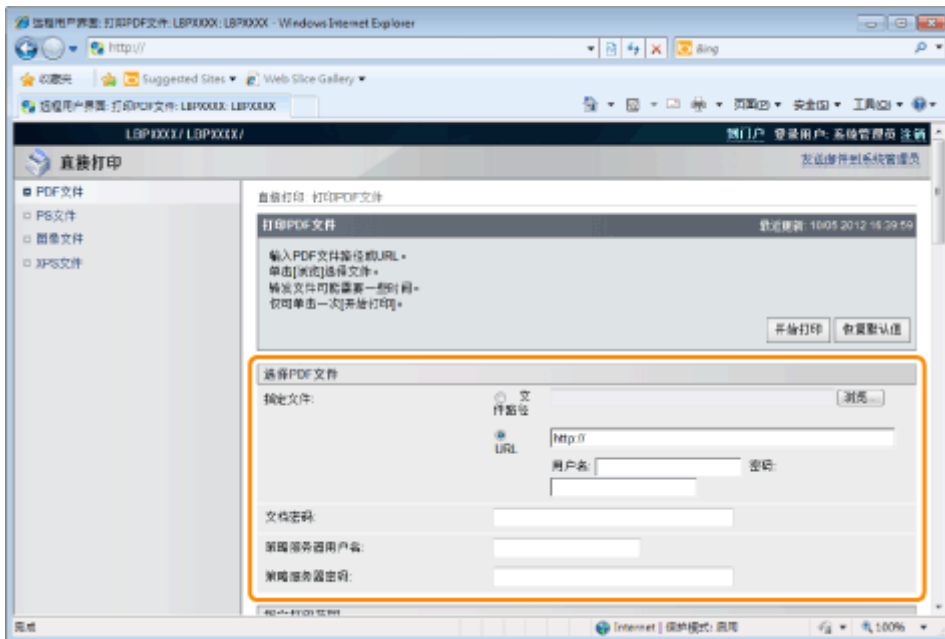 远程用户界面: 打印PDF文件: LBPXXXX: LBPXXXX - Windows Internet Explorer
http://
Bing
收藏夹 Suggested Sites Web Slice Gallery
远程用户界面: 打印PDF文件: LBPXXXX: LBPXXXX 页面(P) 安全(S) 工具(O)
LBPXXXX/ LBPXXXX/ 到门户 登录用户: 系统管理员 注销
直接打印 发送邮件到系统管理员
PDF文件
PS文件
图像文件
XPS文件
直接打印: 打印PDF文件
打印PDF文件 最近更新: 10/05 2012 16:39:59
输入PDF文件路径或URL。
单击[浏览]选择文件。
转发文件可能需要一些时间。
仅可单击一次[开始打印]。
开始打印 恢复默认值
选择PDF文件
指定文件: 文
件路径 浏览...
URL http://
用户名: 密码:
文档密码:
策略服务器用户名:
策略服务器密码:
完成 Internet | 保护模式: 启用 100%